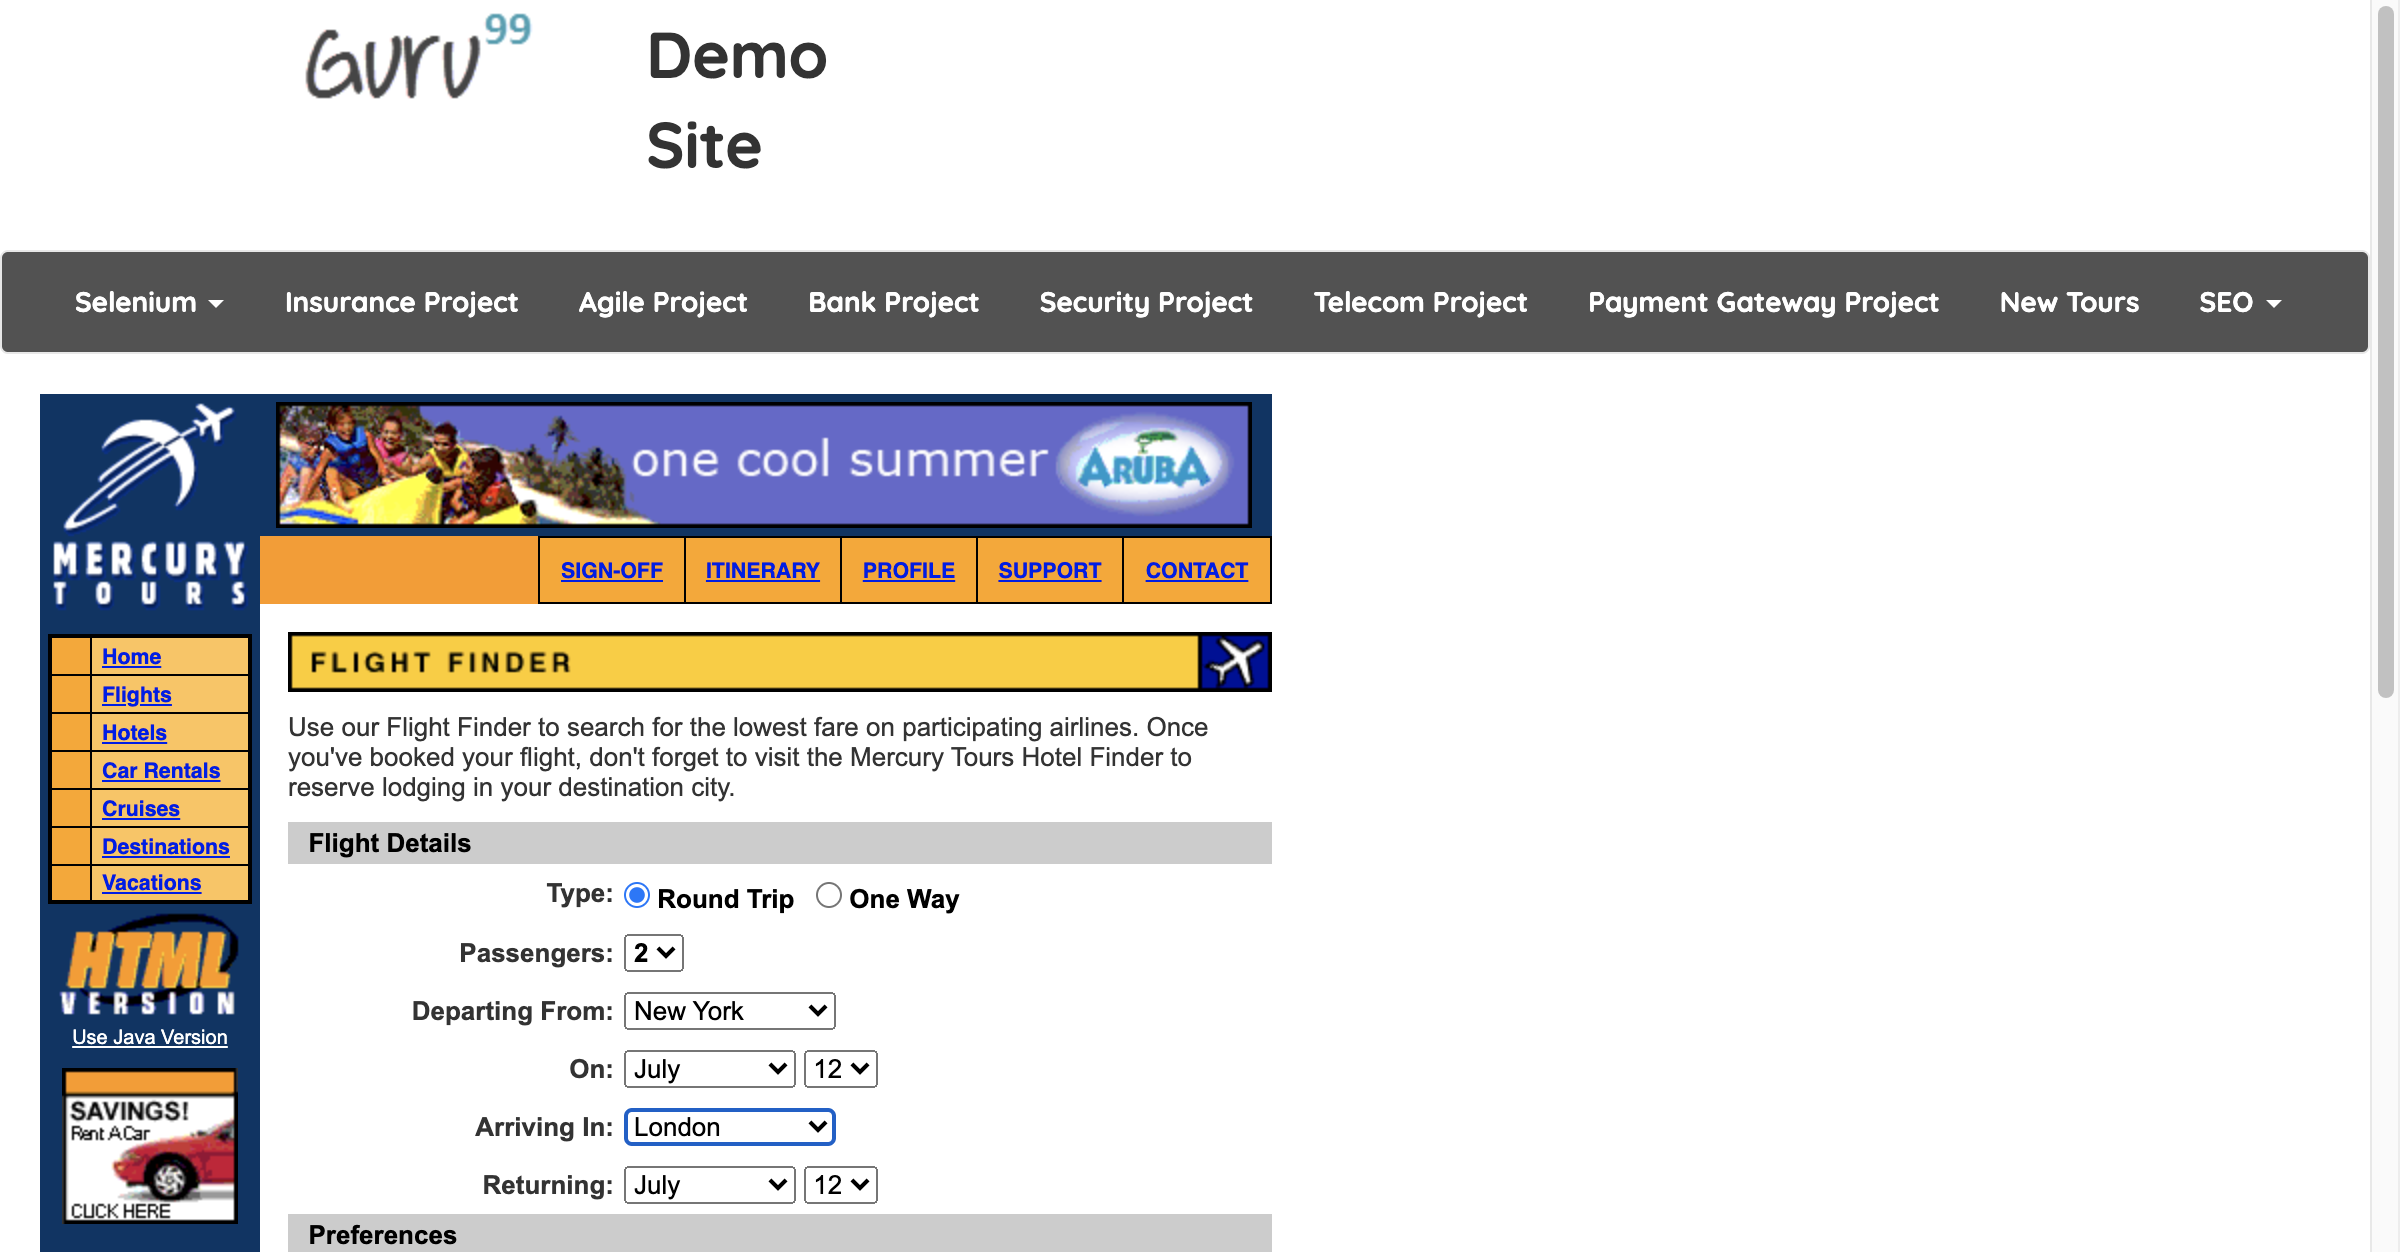 Guru99
Demo
Site
Selenium Insurance Project Agile Project Bank Project Security Project Telecom Project Payment Gateway Project New Tours SEO
one cool summer ARUBA
MERCURY
TOURS
SIGN-OFF ITINERARY PROFILE SUPPORT CONTACT
Home
Flights
Hotels
Car Rentals
Cruises
Destinations
Vacations
HTML
VERSION
Use Java Version
SAVINGS!
Rent A Car
CLICK HERE
FLIGHT FINDER
Use our Flight Finder to search for the lowest fare on participating airlines. Once
you've booked your flight, don't forget to visit the Mercury Tours Hotel Finder to
reserve lodging in your destination city.
Flight Details
Type: Round Trip One Way
Passengers: 2
Departing From: New York
On: July 12
Arriving In: London
Returning: July 12
Preferences